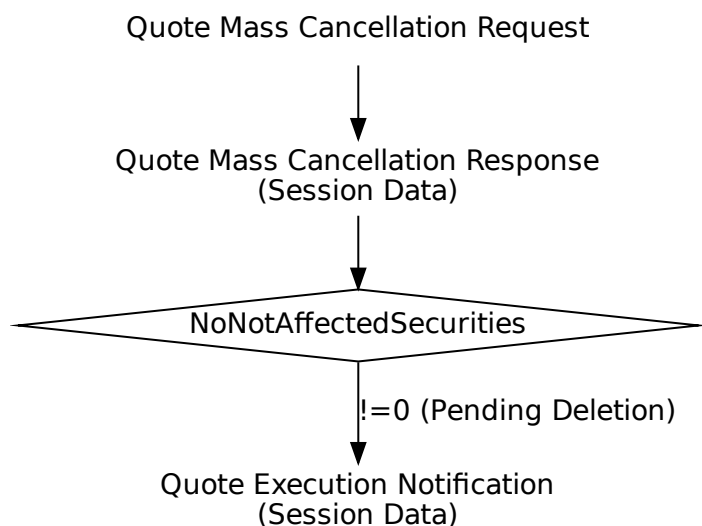 Quote Mass Cancellation Request
Quote Mass Cancellation Response
(Session Data)
NoNotAffectedSecurities
!=0 (Pending Deletion)
Quote Execution Notification
(Session Data)